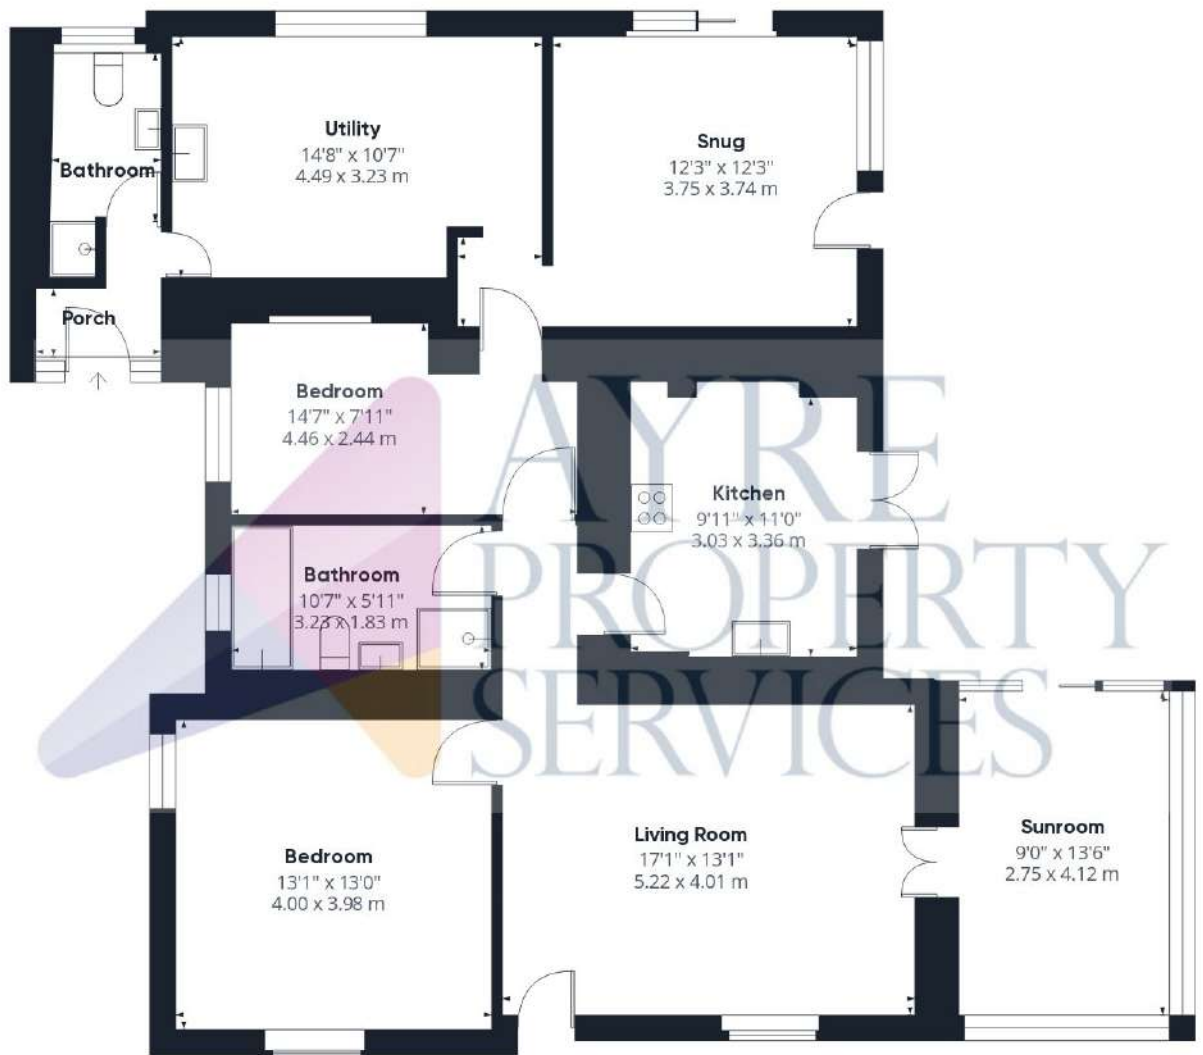 Utility
14'8" x 10'7"
4.49 x 3.23 m
Snug
12'3" x 12'3"
3.75 x 3.74 m
Bathroom
Porch
Bedroom
14'7" x 7'11"
4.46 x 2.44 m
Kitchen
9'11" x 11'0"
3.03 x 3.36 m
Bathroom
10'7" x 5'11"
3.23 x 1.83 m
AYRE
PROPERTY
SERVICES
Bedroom
13'1" x 13'0"
4.00 x 3.98 m
Living Room
17'1" x 13'1"
5.22 x 4.01 m
Sunroom
9'0" x 13'6"
2.75 x 4.12 m